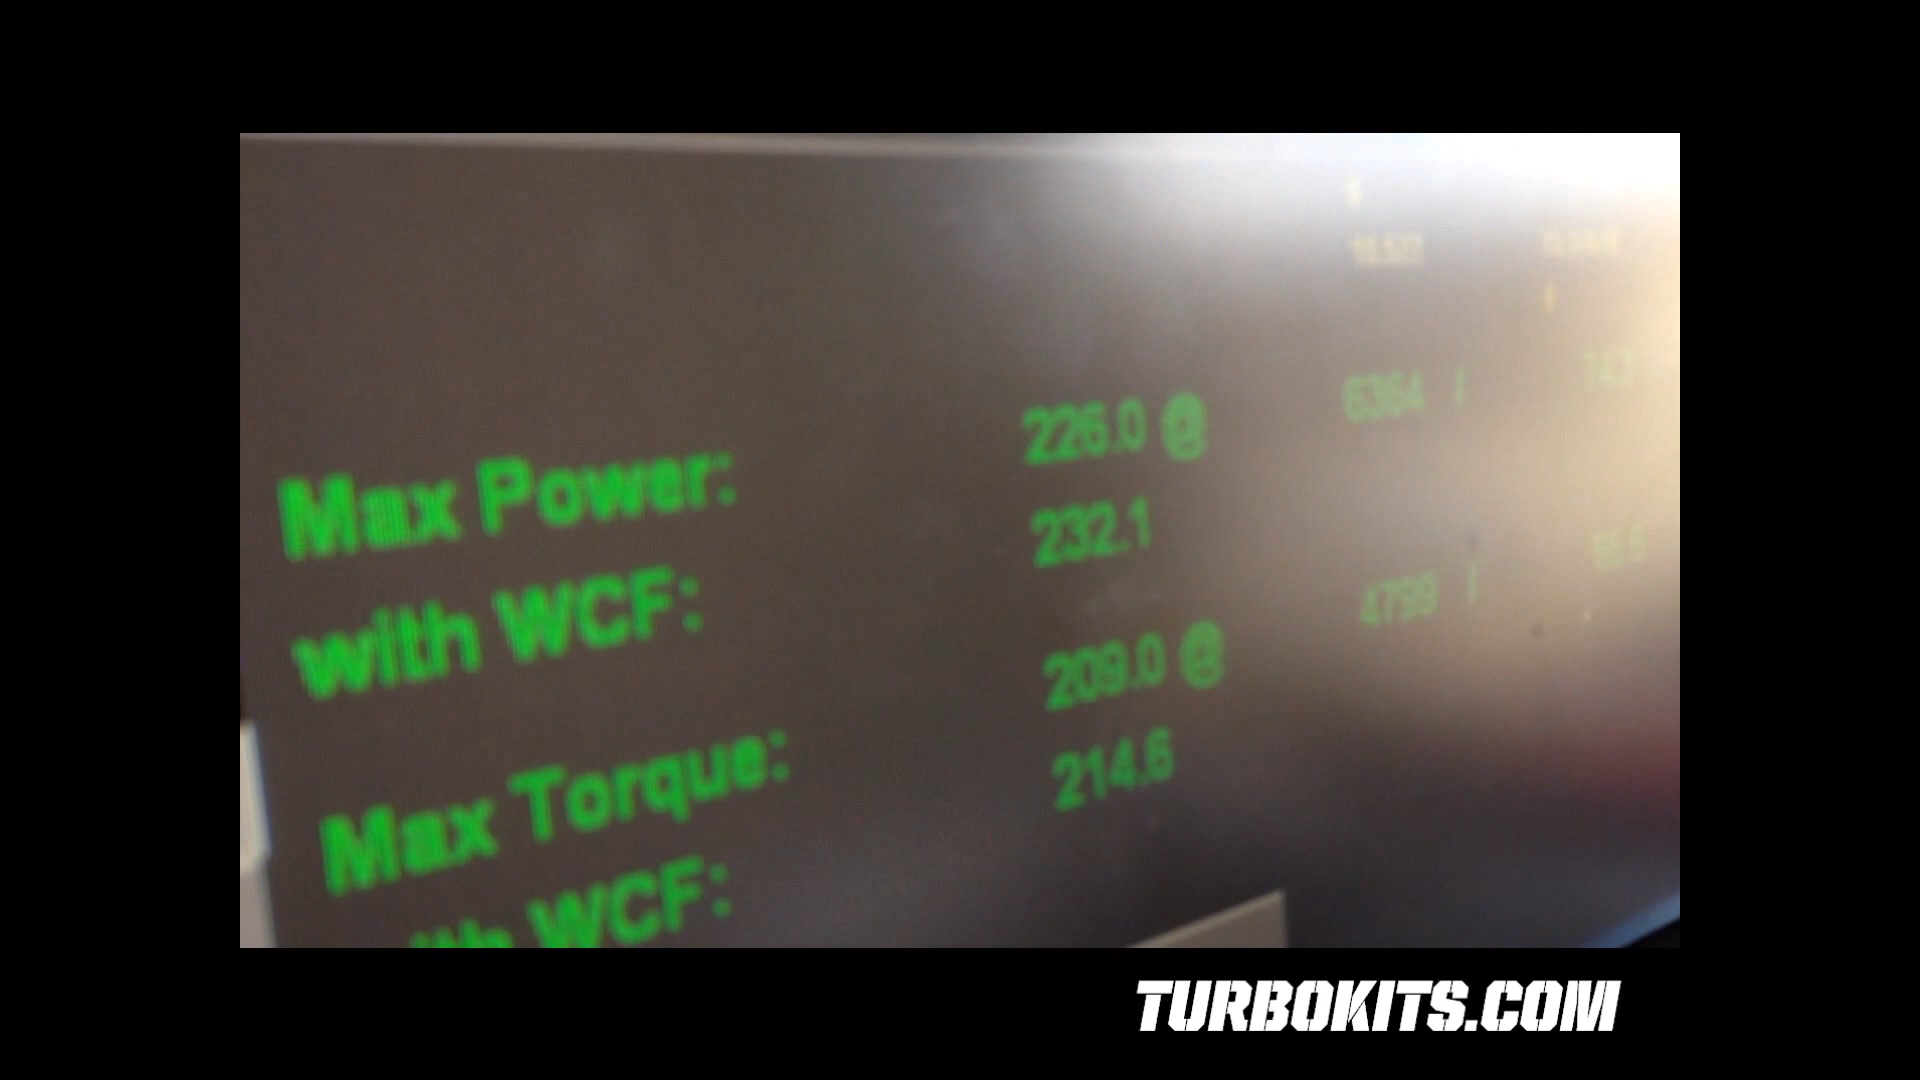 Max Power: 226.0 @ 6364
with WCF: 232.1
Max Torque: 209.0 @ 4799
with WCF: 214.6
TURBOKITS.COM